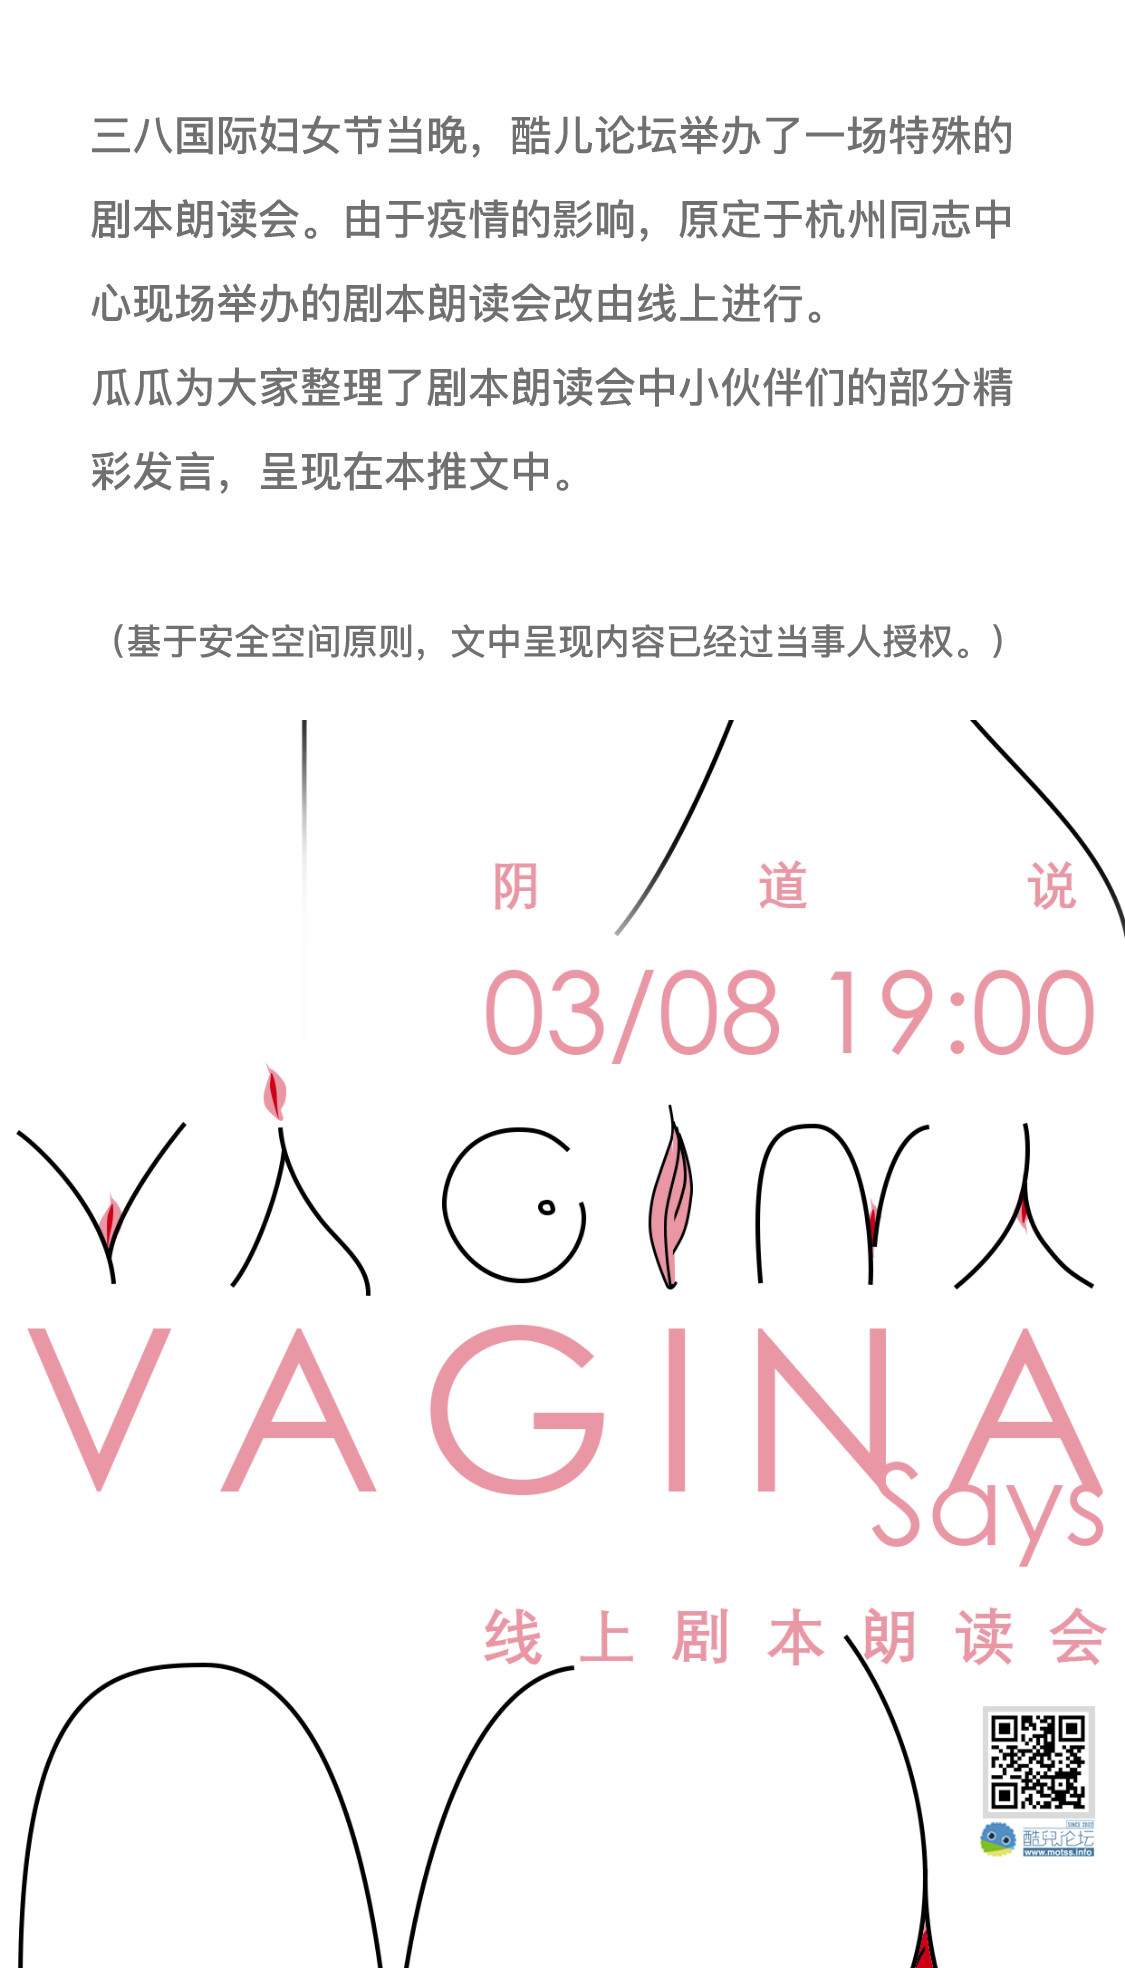 三八国际妇女节当晚，酷儿论坛举办了一场特殊的
剧本朗读会。由于疫情的影响，原定于杭州同志中
心现场举办的剧本朗读会改由线上进行。
瓜瓜为大家整理了剧本朗读会中小伙伴们的部分精
彩发言，呈现在本推文中。
（基于安全空间原则，文中呈现内容已经过当事人授权。）
阴道说
03/08 19:00
VAGINA
VAGINA
Says
线上剧本朗读会
SINCE 2002
酷兒论坛
www.motss.info